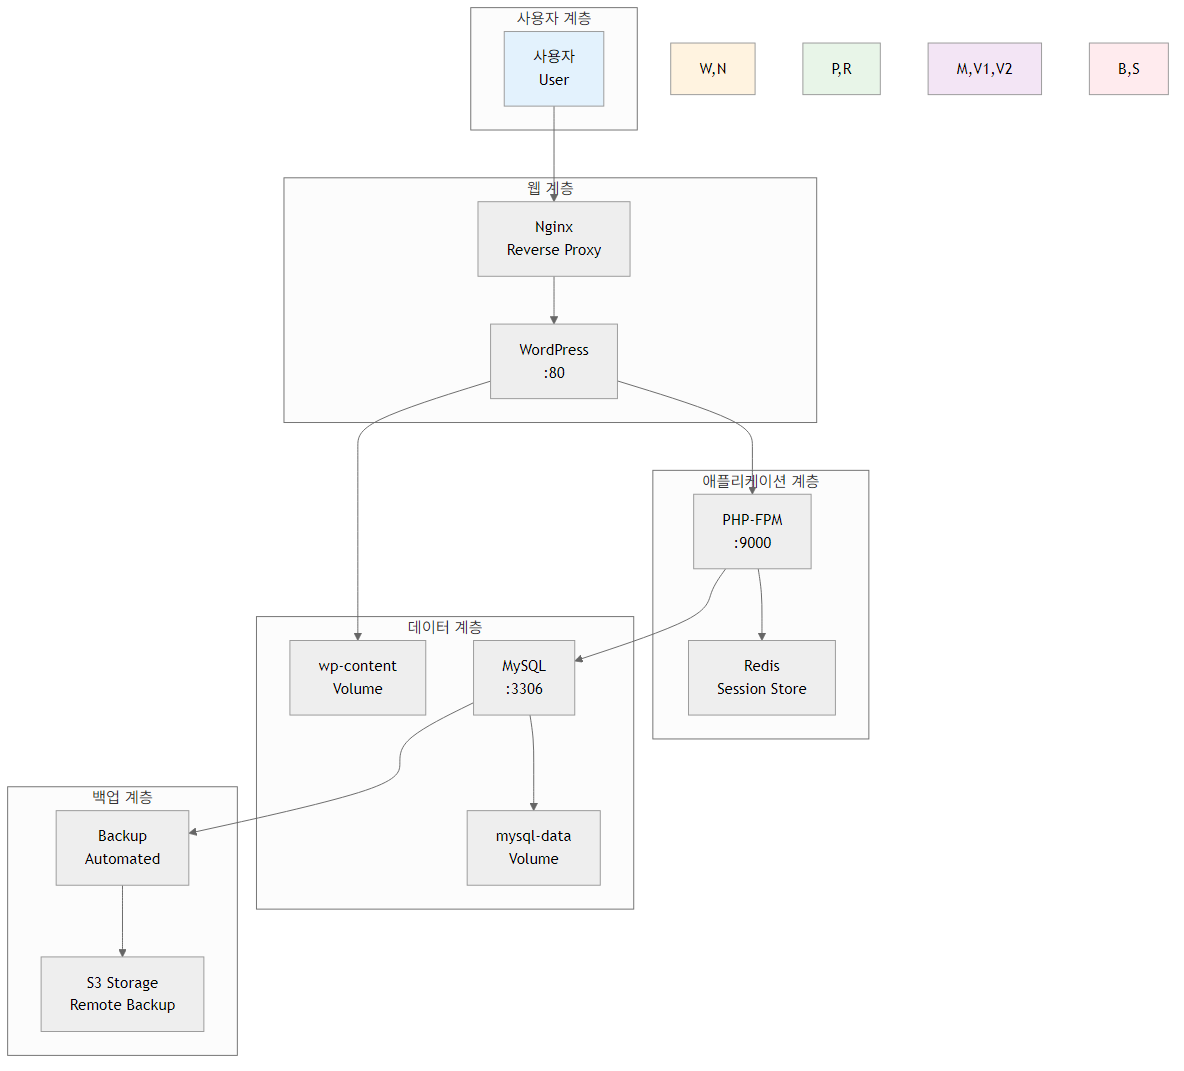 사용자 계층
사용자
User
W,N
P,R
M,V1,V2
B,S
웹 계층
Nginx
Reverse Proxy
WordPress
:80
애플리케이션 계층
PHP-FPM
:9000
Redis
Session Store
데이터 계층
wp-content
Volume
MySQL
:3306
mysql-data
Volume
백업 계층
Backup
Automated
S3 Storage
Remote Backup